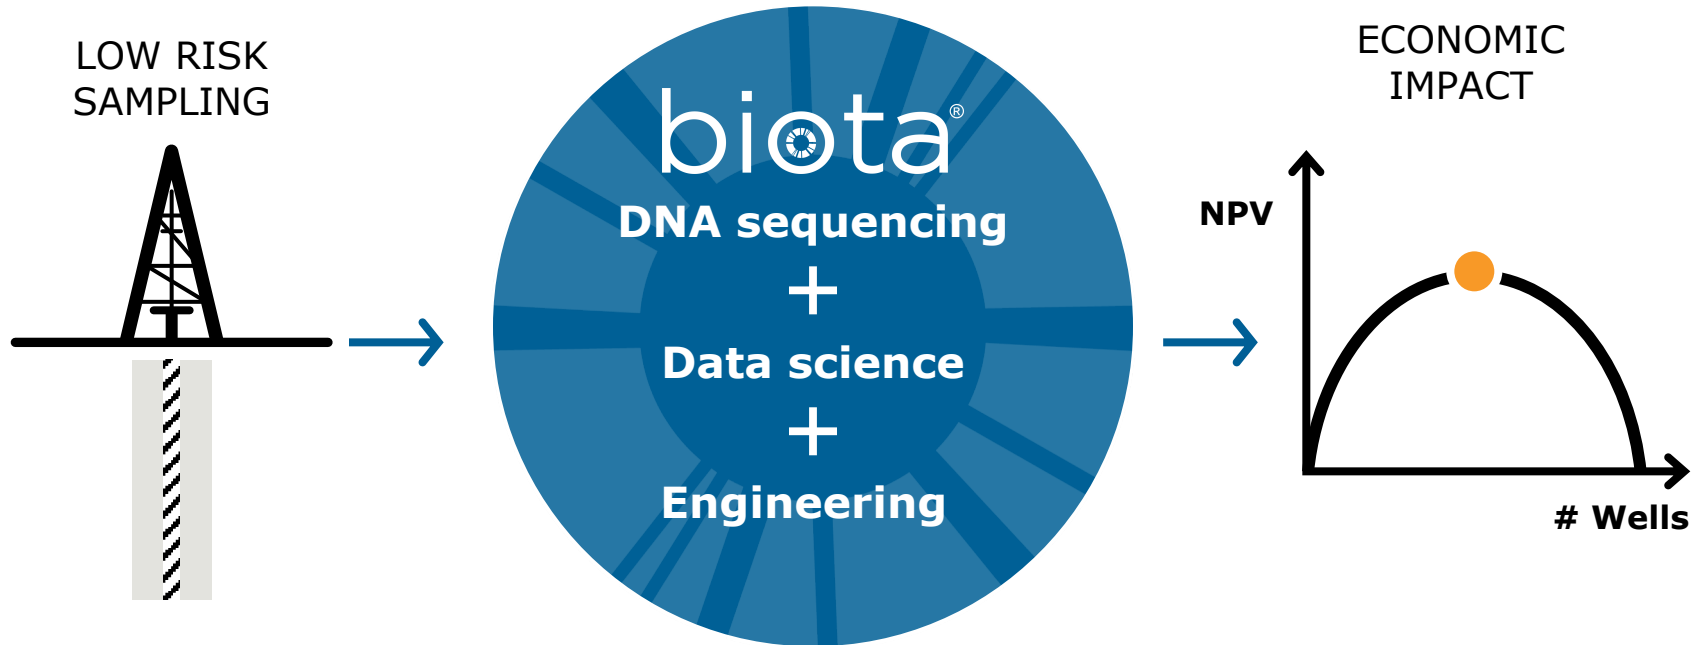 LOW RISK
SAMPLING
biota®
DNA sequencing
+
Data science
+
Engineering
ECONOMIC
IMPACT
NPV
# Wells